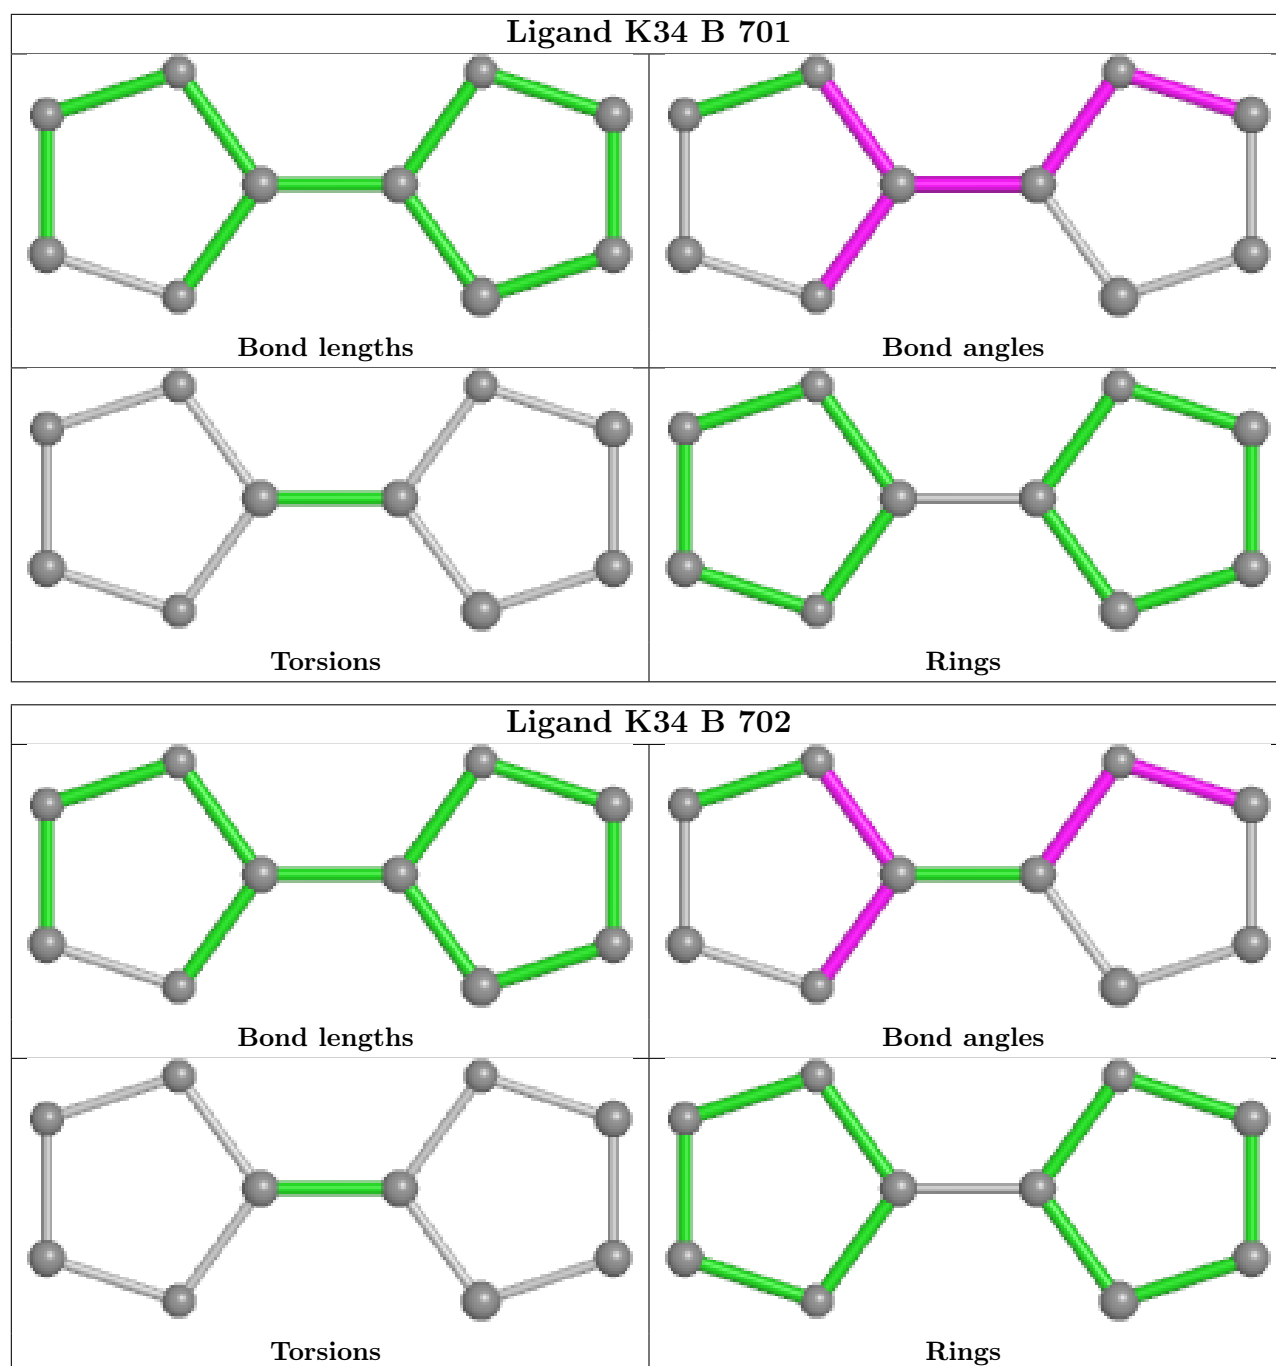 Ligand K34 B 701
Bond lengths
Bond angles
Torsions
Rings
Ligand K34 B 702
Bond lengths
Bond angles
Torsions
Rings